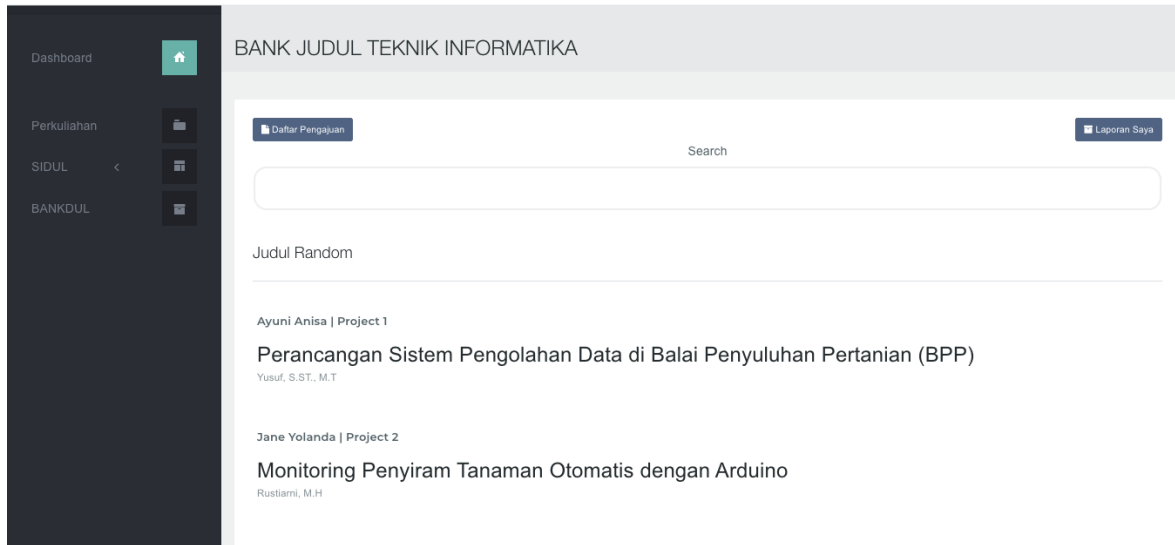 Dashboard
Perkuliahan
SIDUL
BANKDUL
BANK JUDUL TEKNIK INFORMATIKA
Daftar Pengajuan
Laporan Saya
Search
Judul Random
Ayuni Anisa | Project 1
Perancangan Sistem Pengolahan Data di Balai Penyuluhan Pertanian (BPP)
Yusuf, S.ST., M.T
Jane Yolanda | Project 2
Monitoring Penyiram Tanaman Otomatis dengan Arduino
Rustiarni, M.H